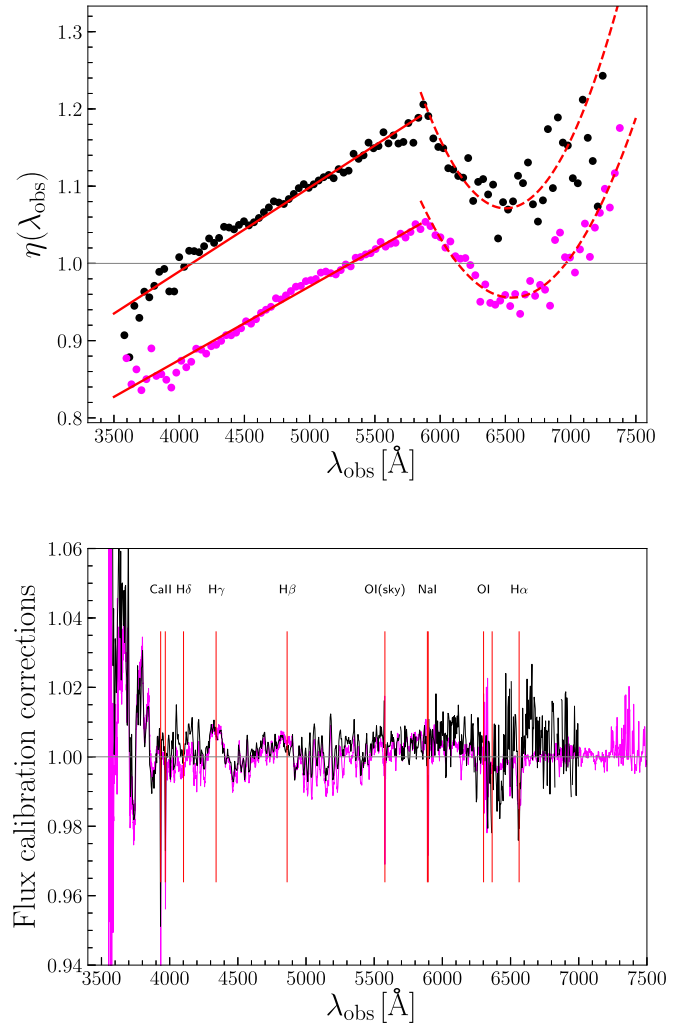 1.3
1.2
1.1
1.0
0.9
0.8
η(λobs)
3500 4000 4500 5000 5500 6000 6500 7000 7500
λobs [Å]
1.06
1.04
1.02
1.00
0.98
0.96
0.94
Flux calibration corrections
CaII Hδ Hγ Hβ OI(sky) NaI OI Hα
3500 4000 4500 5000 5500 6000 6500 7000 7500
λobs [Å]